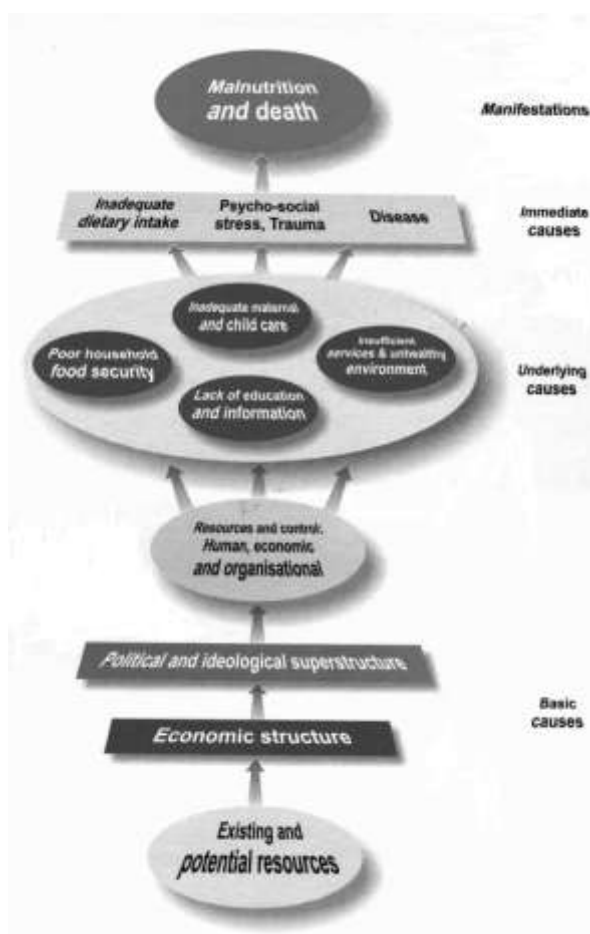 Malnutrition
and death
Manifestations
Inadequate
dietary intake
Psycho-social
stress, Trauma
Disease
Immediate
causes
Inadequate maternal
and child care
Poor household
food security
Insufficient
services & unhealthy
environment
Lack of education
and information
Underlying
causes
Resources and control:
Human, economic
and organisational
Political and ideological superstructure
Economic structure
Basic
causes
Existing and
potential resources